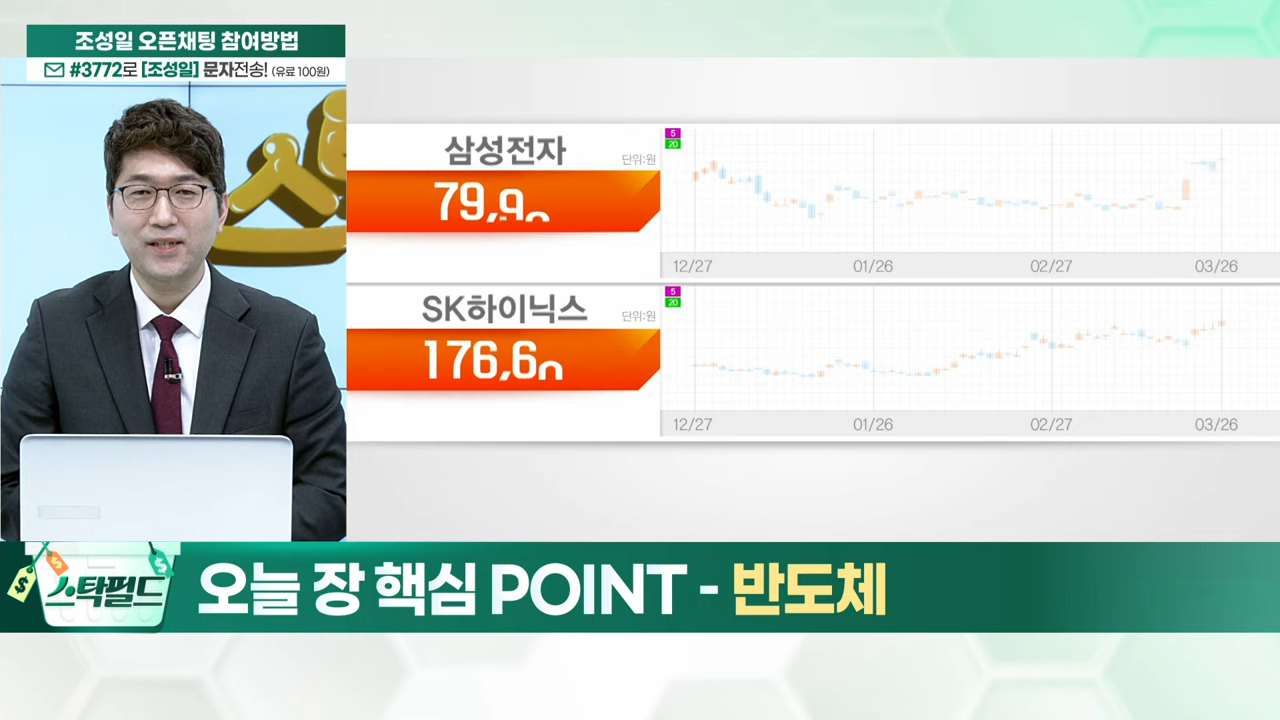 조성일 오픈채팅 참여방법
#3772로 [조성일] 문자전송! (유료 100원)
삼성전자
단위:원
5
20
12/27 01/26 02/27 03/26
SK하이닉스
단위:원
5
20
12/27 01/26 02/27 03/26
스탁필드
오늘 장 핵심 POINT - 반도체